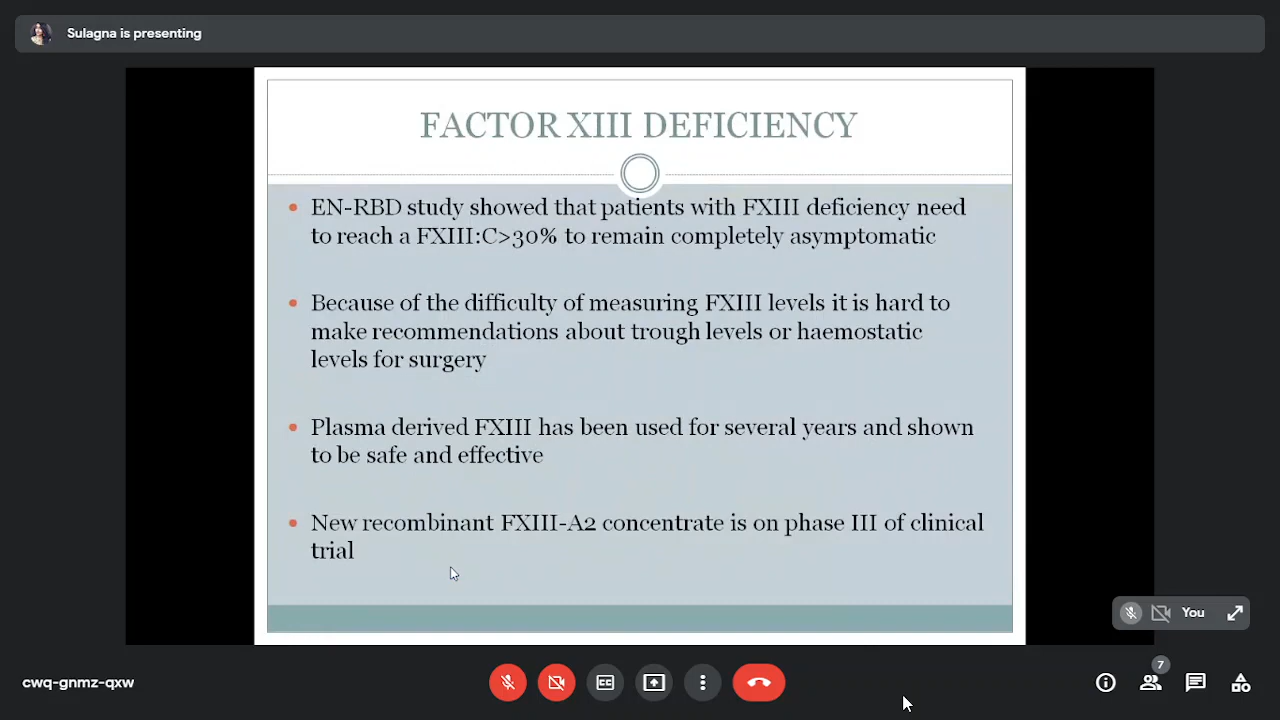 Sulagna is presenting
FACTOR XIII DEFICIENCY
• EN-RBD study showed that patients with FXIII deficiency need
to reach a FXIII:C>30% to remain completely asymptomatic
• Because of the difficulty of measuring FXIII levels it is hard to
make recommendations about trough levels or haemostatic
levels for surgery
• Plasma derived FXIII has been used for several years and shown
to be safe and effective
• New recombinant FXIII-A2 concentrate is on phase III of clinical
trial
You
cwq-gnmz-qxw
CC
7